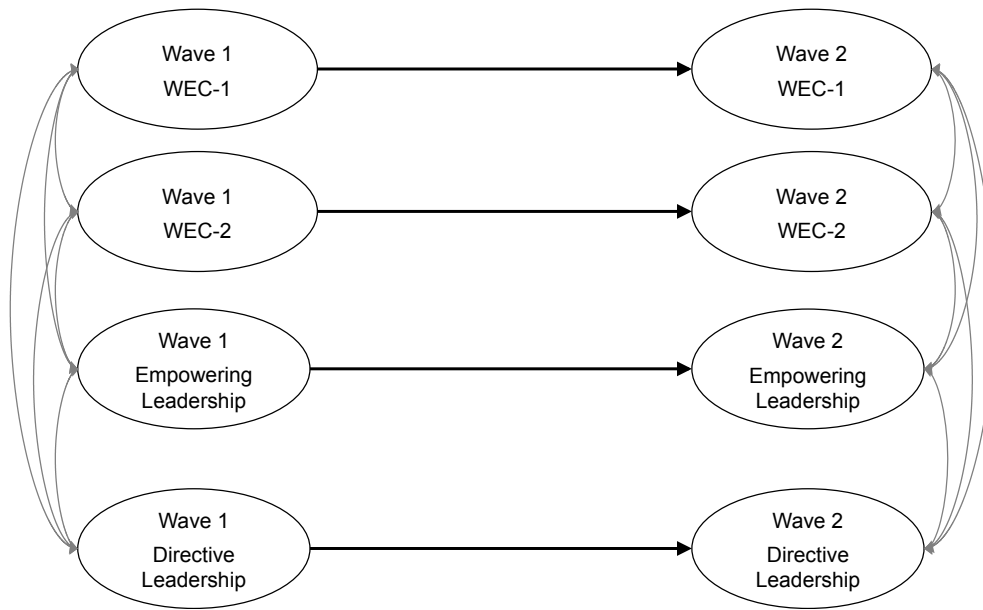 Wave 1
WEC-1
Wave 2
WEC-1
Wave 1
WEC-2
Wave 2
WEC-2
Wave 1
Empowering
Leadership
Wave 2
Empowering
Leadership
Wave 1
Directive
Leadership
Wave 2
Directive
Leadership